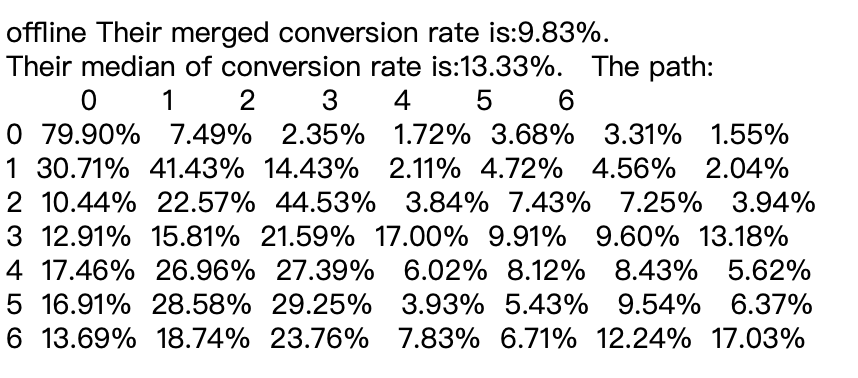 offline Their merged conversion rate is:9.83%.
Their median of conversion rate is:13.33%. The path:
0 1 2 3 4 5 6
0 79.90% 7.49% 2.35% 1.72% 3.68% 3.31% 1.55%
1 30.71% 41.43% 14.43% 2.11% 4.72% 4.56% 2.04%
2 10.44% 22.57% 44.53% 3.84% 7.43% 7.25% 3.94%
3 12.91% 15.81% 21.59% 17.00% 9.91% 9.60% 13.18%
4 17.46% 26.96% 27.39% 6.02% 8.12% 8.43% 5.62%
5 16.91% 28.58% 29.25% 3.93% 5.43% 9.54% 6.37%
6 13.69% 18.74% 23.76% 7.83% 6.71% 12.24% 17.03%